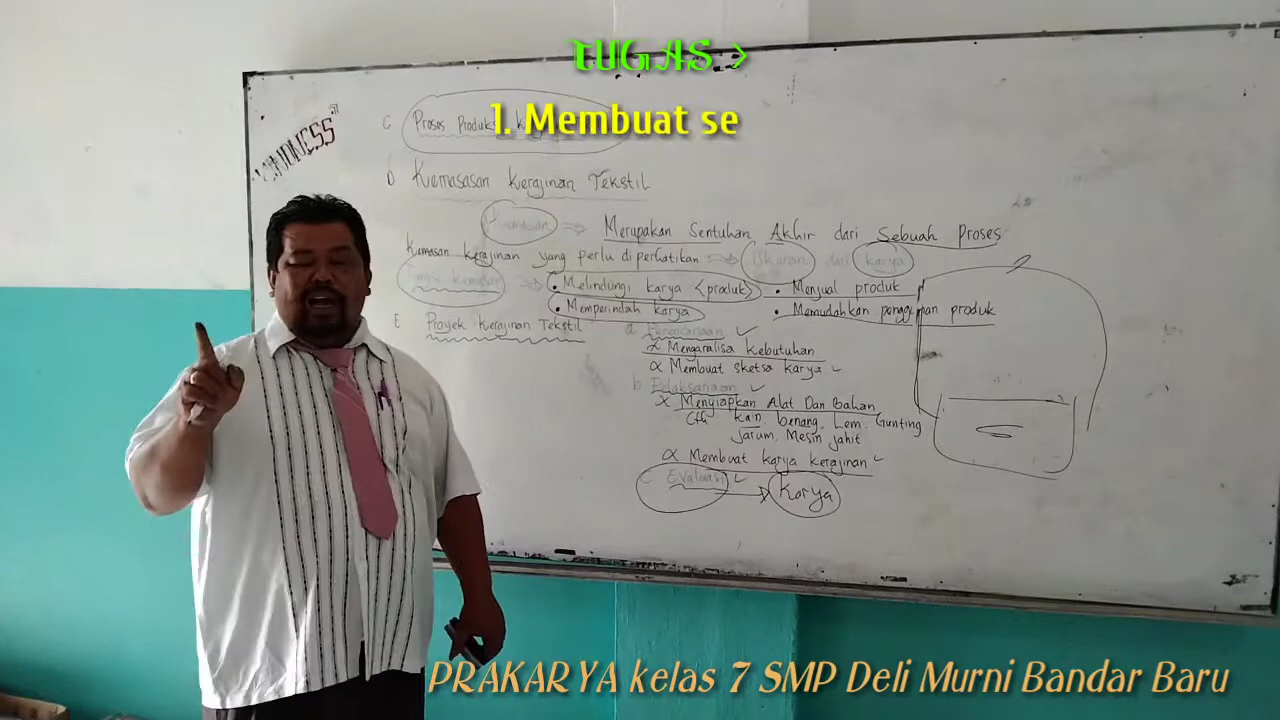 TUGAS >
1. Membuat se
C Proses Produksi
D Kemasasan Kerajinan Tekstil
Kemasan => Merupakan Sentuhan Akhir dari Sebuah Proses
Kemasan kerajinan yang perlu diperhatikan => Ukuran dari karya
Fungsi kemasan => • Melindungi karya <produk> • Menjual produk
• Memperindah karya • Memudahkan penggunan produk
E Proyek Kerajinan Tekstil
a Perencanaan ✓
α Menganalisa Kebutuhan
α Membuat sketsa karya ✓
b Pelaksanaan ✓
α Menyiapkan Alat Dan Bahan
Cth kain, benang, Lem, Gunting
Jarum, Mesin jahit
α Membuat karya kerajinan ✓
C Evaluasi ✓ → Karya
PRAKARYA kelas 7 SMP Deli Murni Bandar Baru